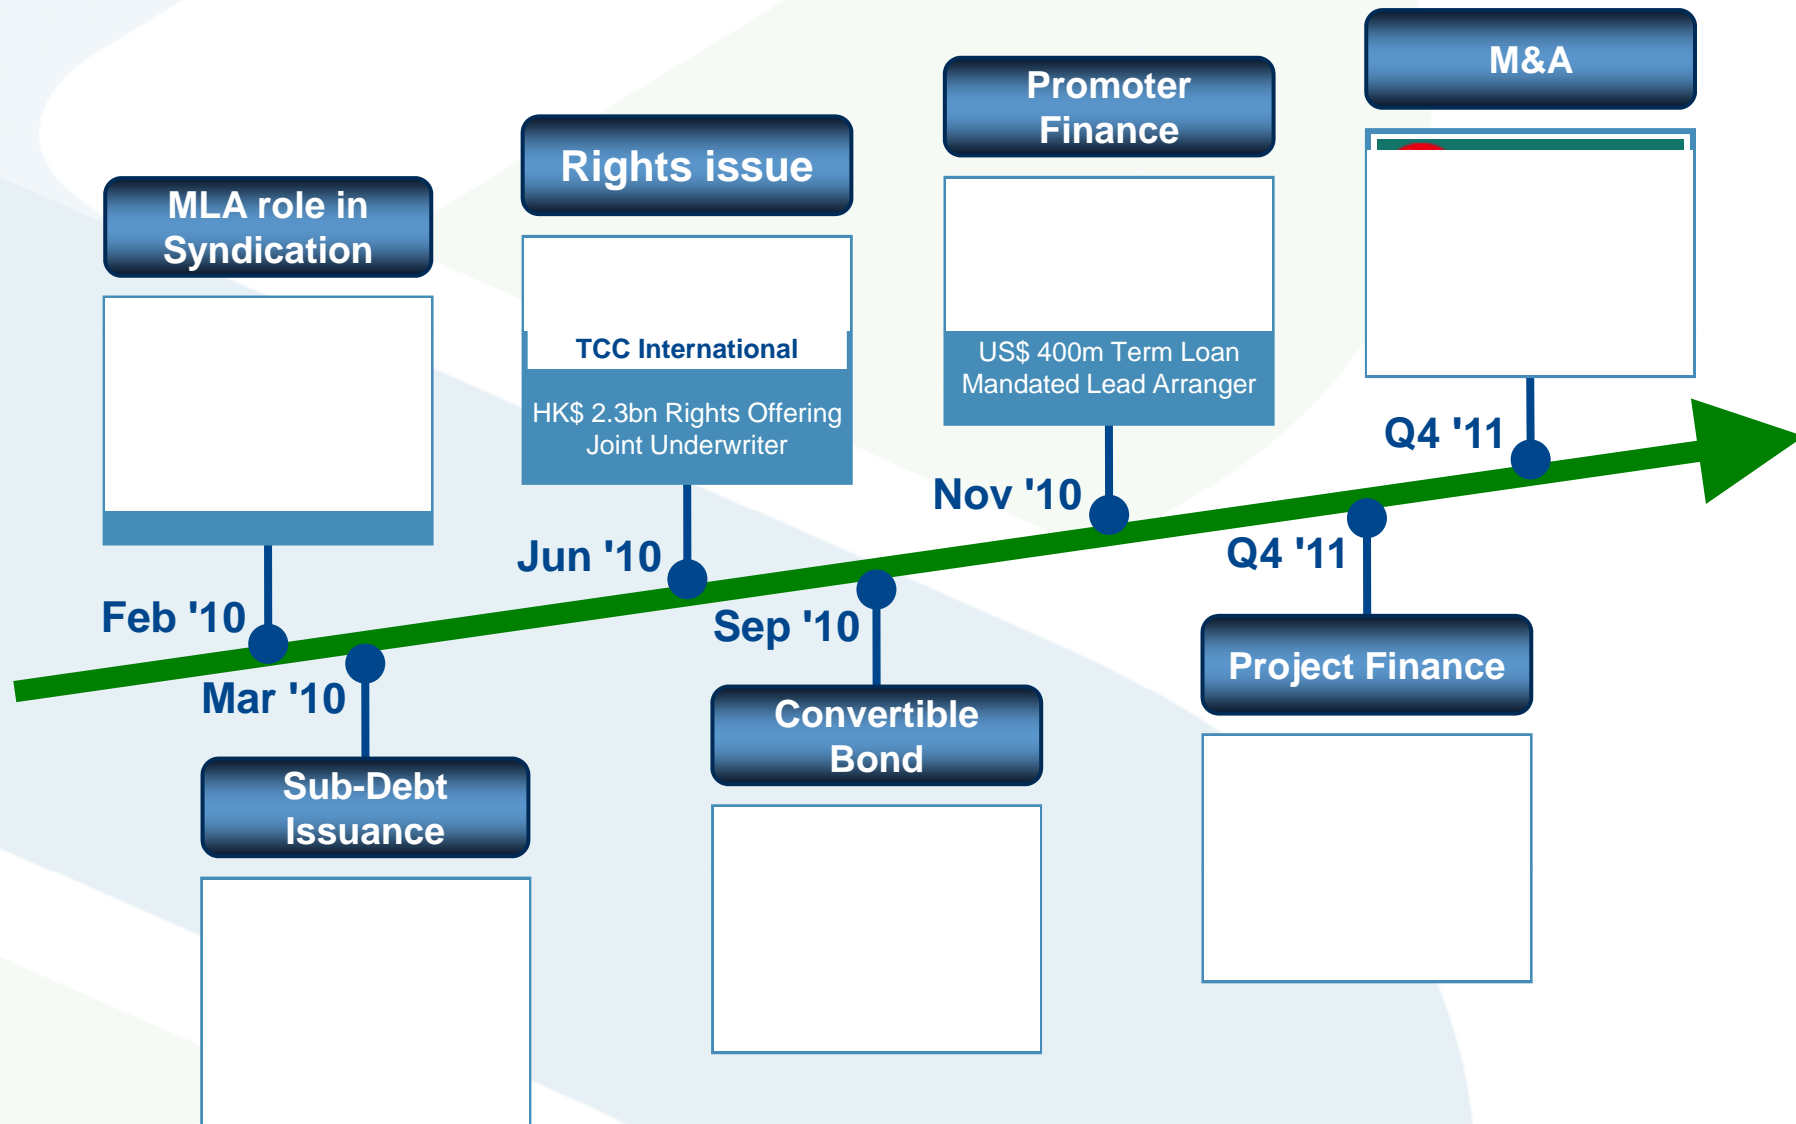 M&A
Promoter
Finance
Rights issue
MLA role in
Syndication
TCC International
HK$ 2.3bn Rights Offering
Joint Underwriter
US$ 400m Term Loan
Mandated Lead Arranger
Q4 '11
Nov '10
Jun '10
Feb '10
Q4 '11
Sep '10
Mar '10
Project Finance
Convertible
Bond
Sub-Debt
Issuance